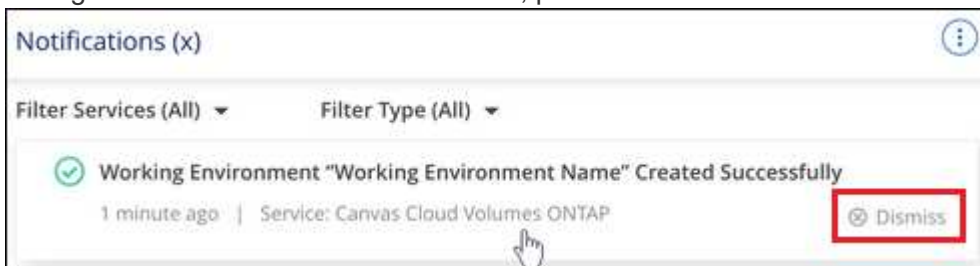 Notifications (x)
Filter Services (All) Filter Type (All)
Working Environment “Working Environment Name” Created Successfully
1 minute ago | Service: Canvas Cloud Volumes ONTAP
Dismiss